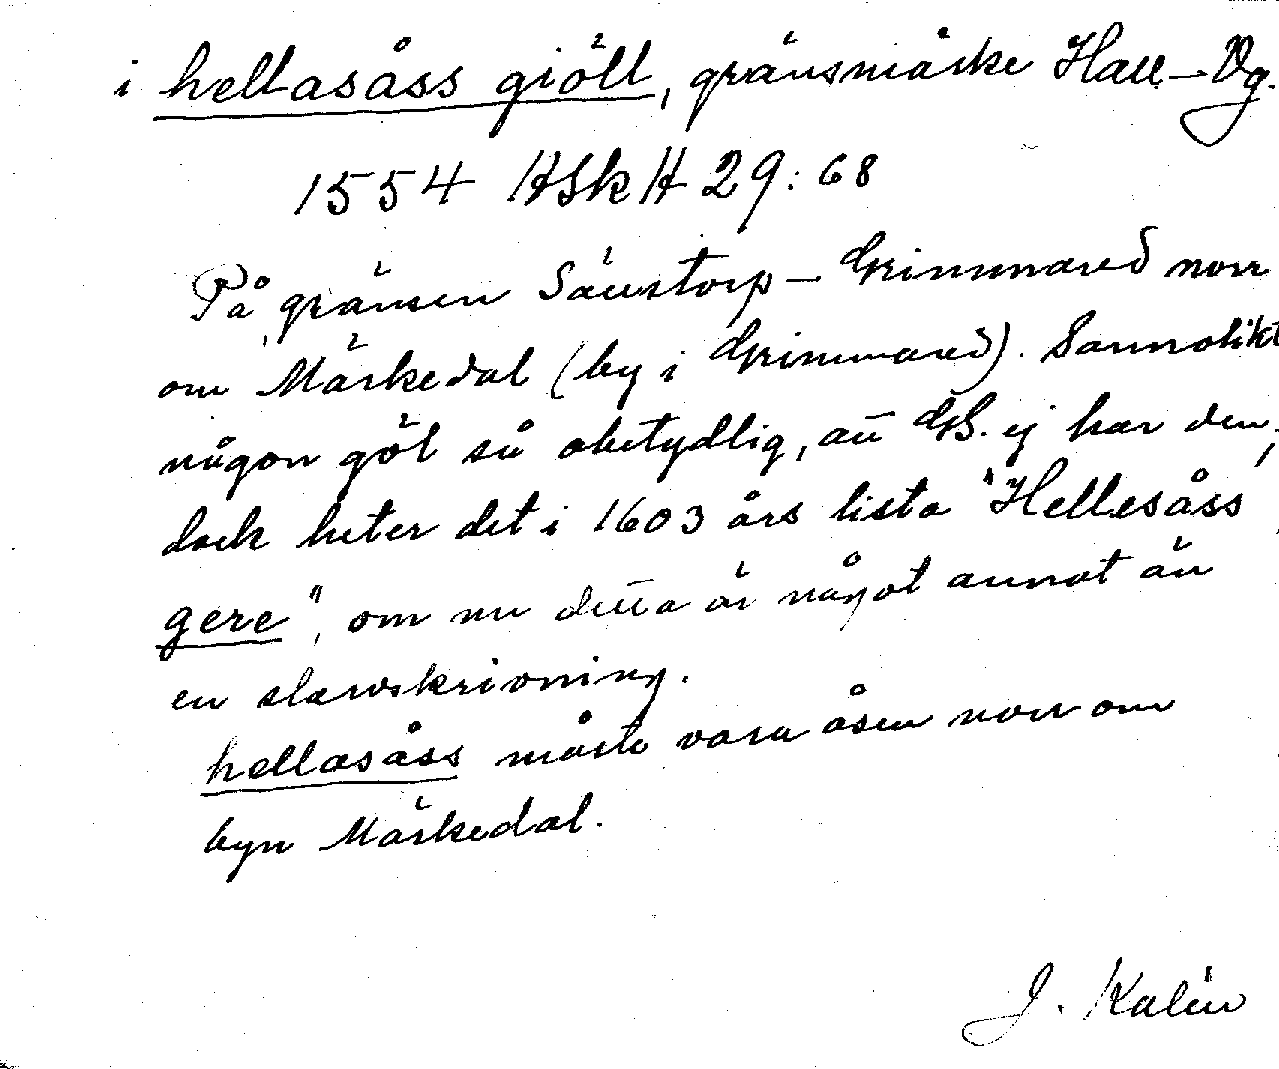 i hellasåss giöll, gränsmärke Hall – Vg.
1554 HSkH 29:68
På gränsen Säustorp – Grimmared norr
om Märkedal (by i Grimmared). Sannolikt
någon göl så obetydlig, att GS. ej har den;
dock heter det i 1603 års lista "Hellesåss
gere", om nu detta är något annat än
en slarvskrivning.
hellasåss måste vara åsen norr om
byn Märkedal.
J. Kalén